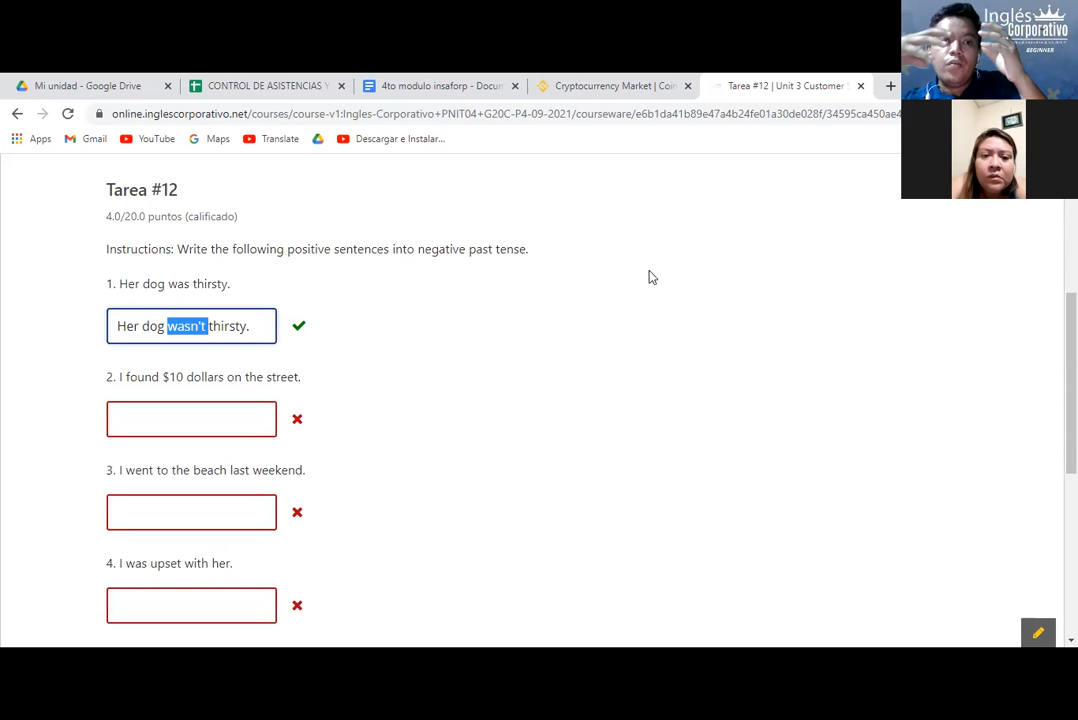 Inglés
Corporativo
BEGINNER
Mi unidad - Google Drive
CONTROL DE ASISTENCIAS Y
4to modulo insaforp - Docum
Cryptocurrency Market | Coin
Tarea #12 | Unit 3 Customer S
online.inglescorporativo.net/courses/course-v1:Ingles-Corporativo+PNIT04+G20C-P4-09-2021/courseware/e6b1da41b89e47a4b24fe01a30de028f/34595ca450ae4
Apps
Gmail
YouTube
Maps
Translate
Descargar e Instalar...
Tarea #12
4.0/20.0 puntos (calificado)
Instructions: Write the following positive sentences into negative past tense.
1. Her dog was thirsty.
Her dog wasn't thirsty.
2. I found $10 dollars on the street.
3. I went to the beach last weekend.
4. I was upset with her.